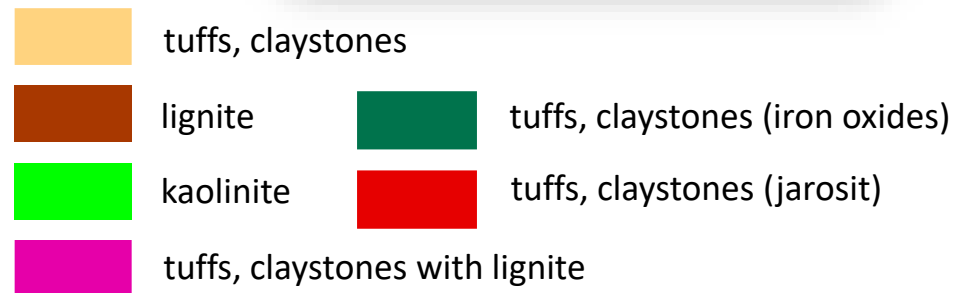 tuffs, claystones
lignite
tuffs, claystones (iron oxides)
kaolinite
tuffs, claystones (jarosit)
tuffs, claystones with lignite